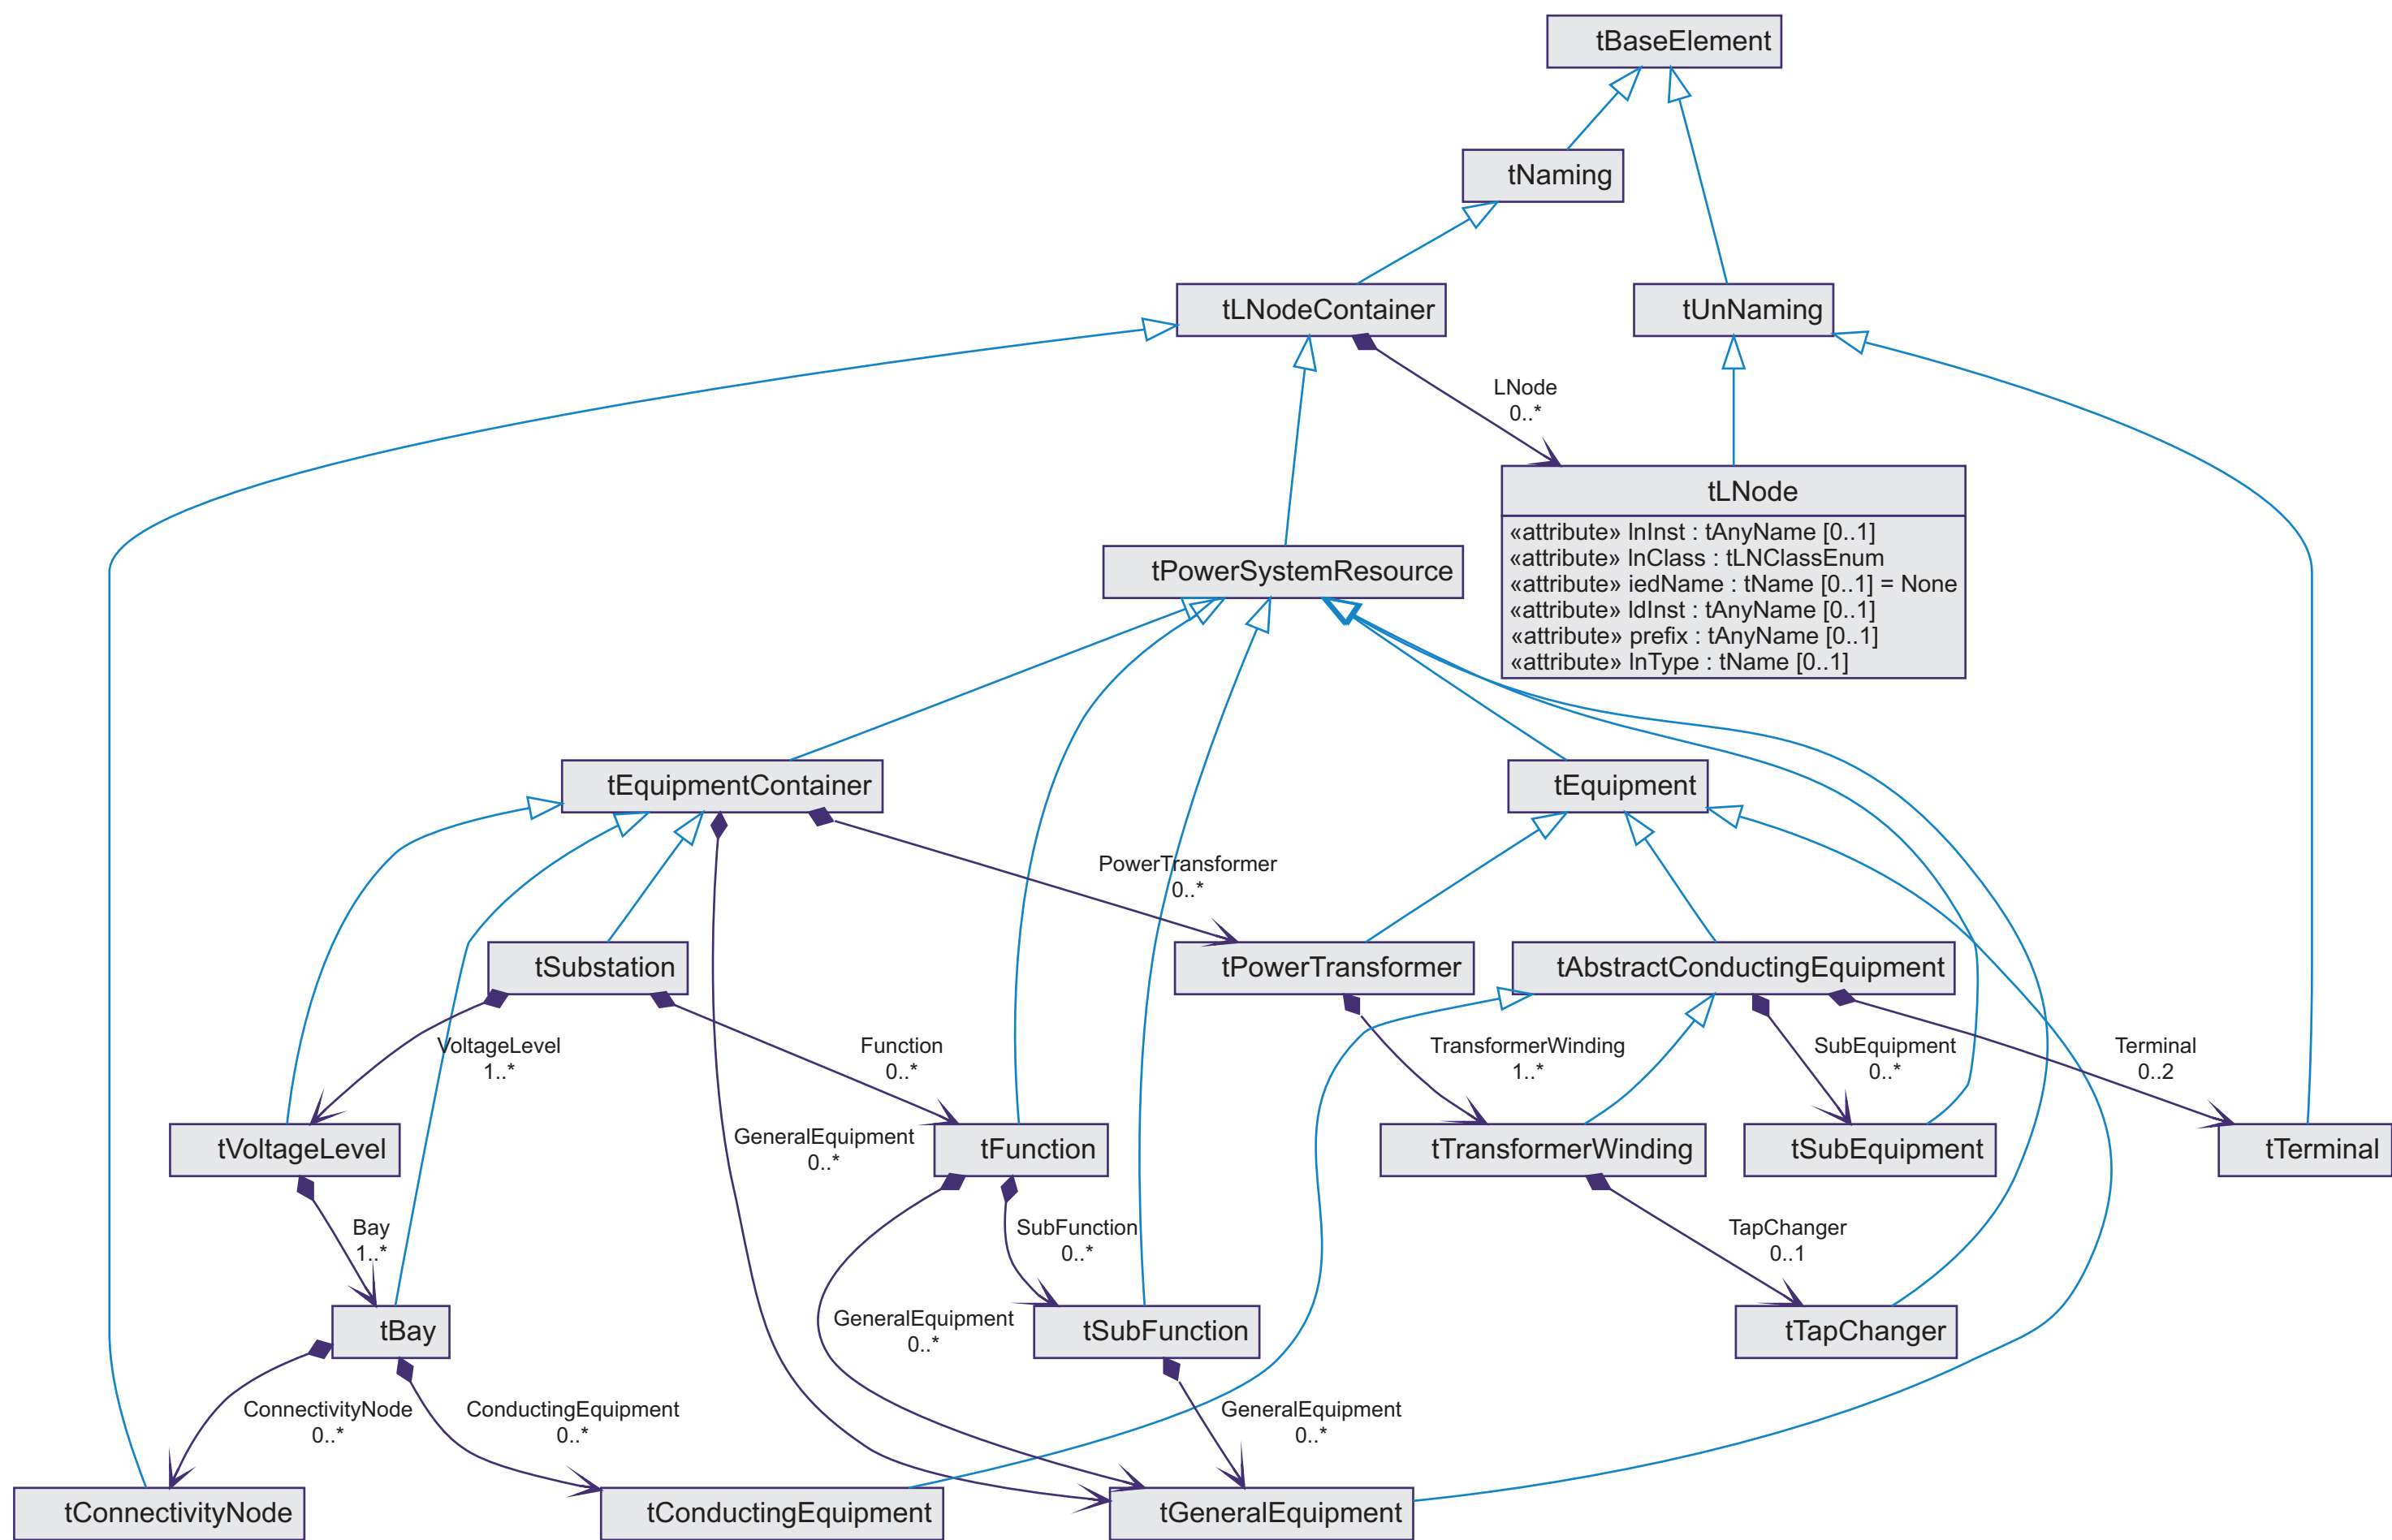 tBaseElement
tNaming
tLNodeContainer
tUnNaming
LNode
0..*
tLNode
«attribute» lnInst : tAnyName [0..1]
«attribute» lnClass : tLNClassEnum
«attribute» iedName : tName [0..1] = None
«attribute» ldInst : tAnyName [0..1]
«attribute» prefix : tAnyName [0..1]
«attribute» lnType : tName [0..1]
tPowerSystemResource
tEquipmentContainer
tEquipment
PowerTransformer
0..*
tSubstation
tPowerTransformer
tAbstractConductingEquipment
VoltageLevel
1..*
Function
0..*
TransformerWinding
1..*
SubEquipment
0..*
Terminal
0..2
GeneralEquipment
0..*
tVoltageLevel
tFunction
tTransformerWinding
tSubEquipment
tTerminal
Bay
1..*
SubFunction
0..*
TapChanger
0..1
GeneralEquipment
0..*
tBay
tSubFunction
tTapChanger
ConnectivityNode
0..*
ConductingEquipment
0..*
GeneralEquipment
0..*
tConnectivityNode
tConductingEquipment
tGeneralEquipment